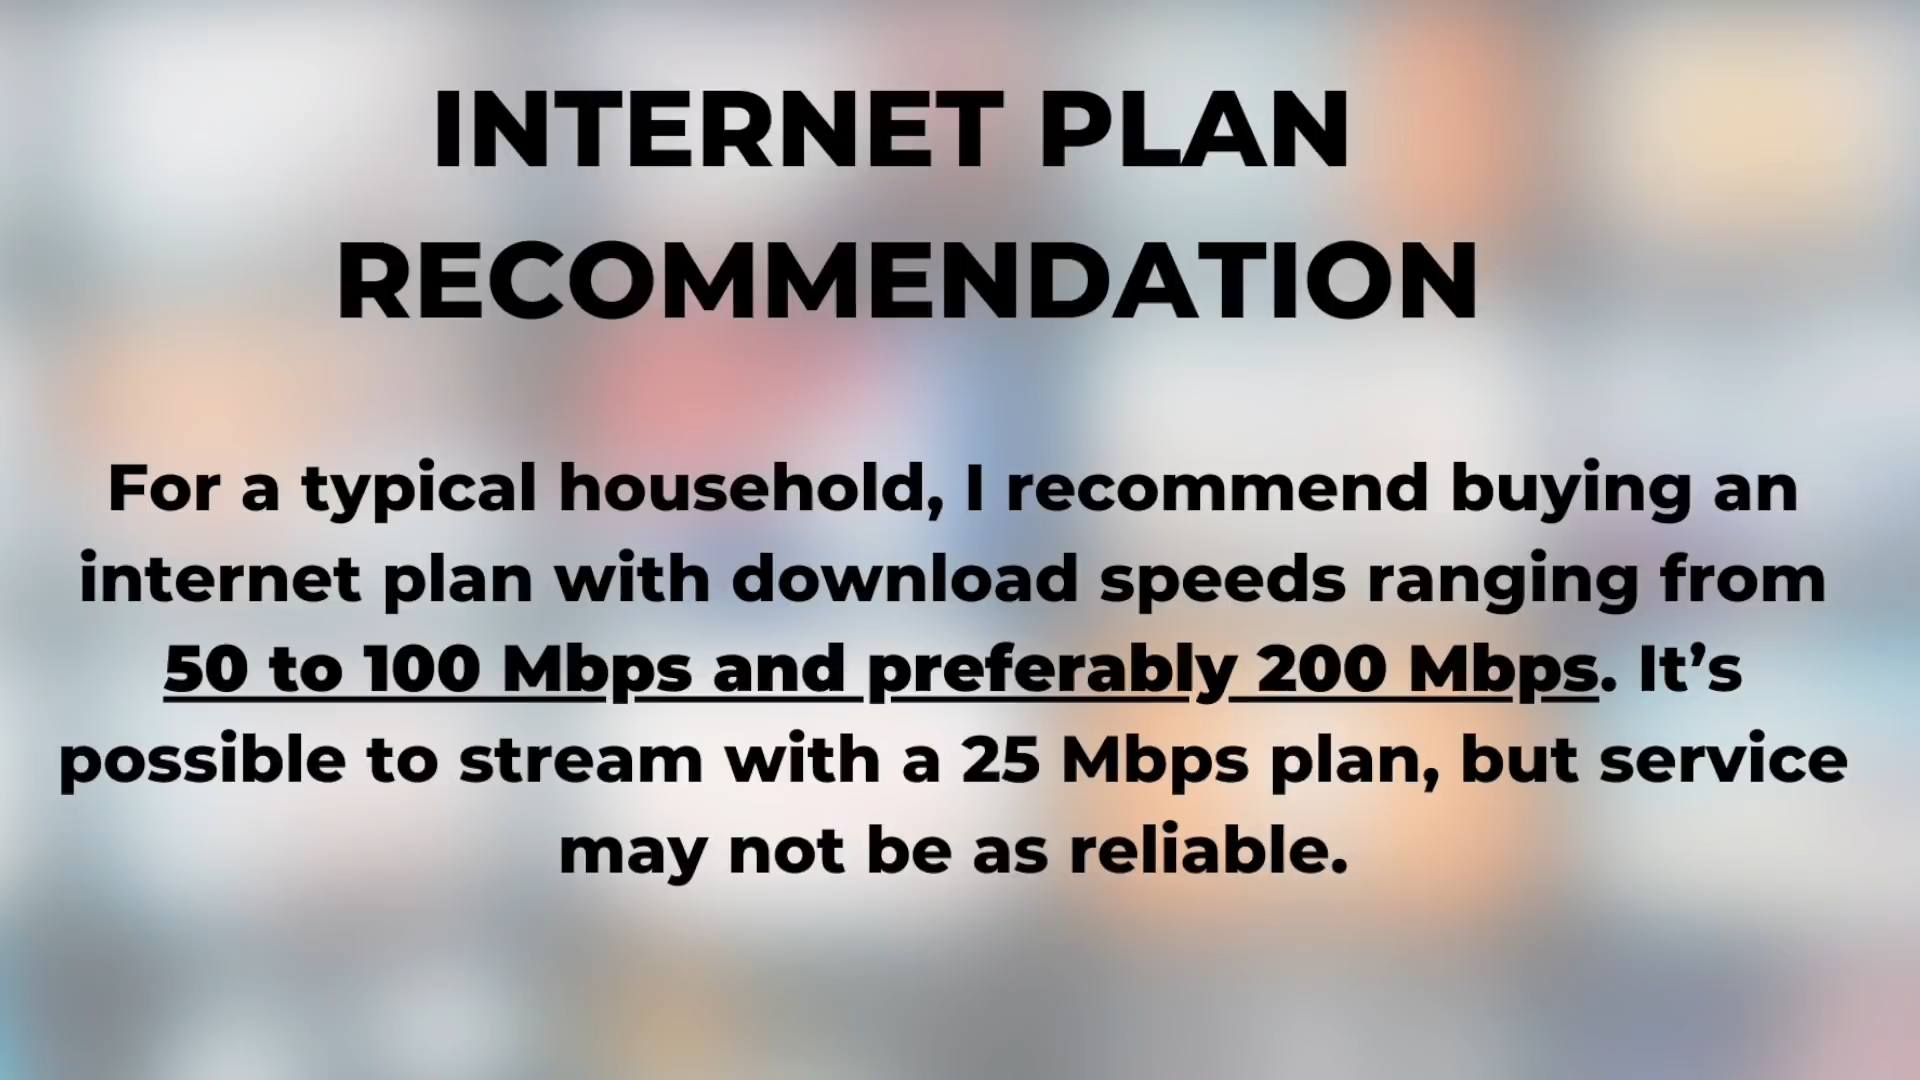 INTERNET PLAN
RECOMMENDATION
For a typical household, I recommend buying an
internet plan with download speeds ranging from
50 to 100 Mbps and preferably 200 Mbps. It’s
possible to stream with a 25 Mbps plan, but service
may not be as reliable.